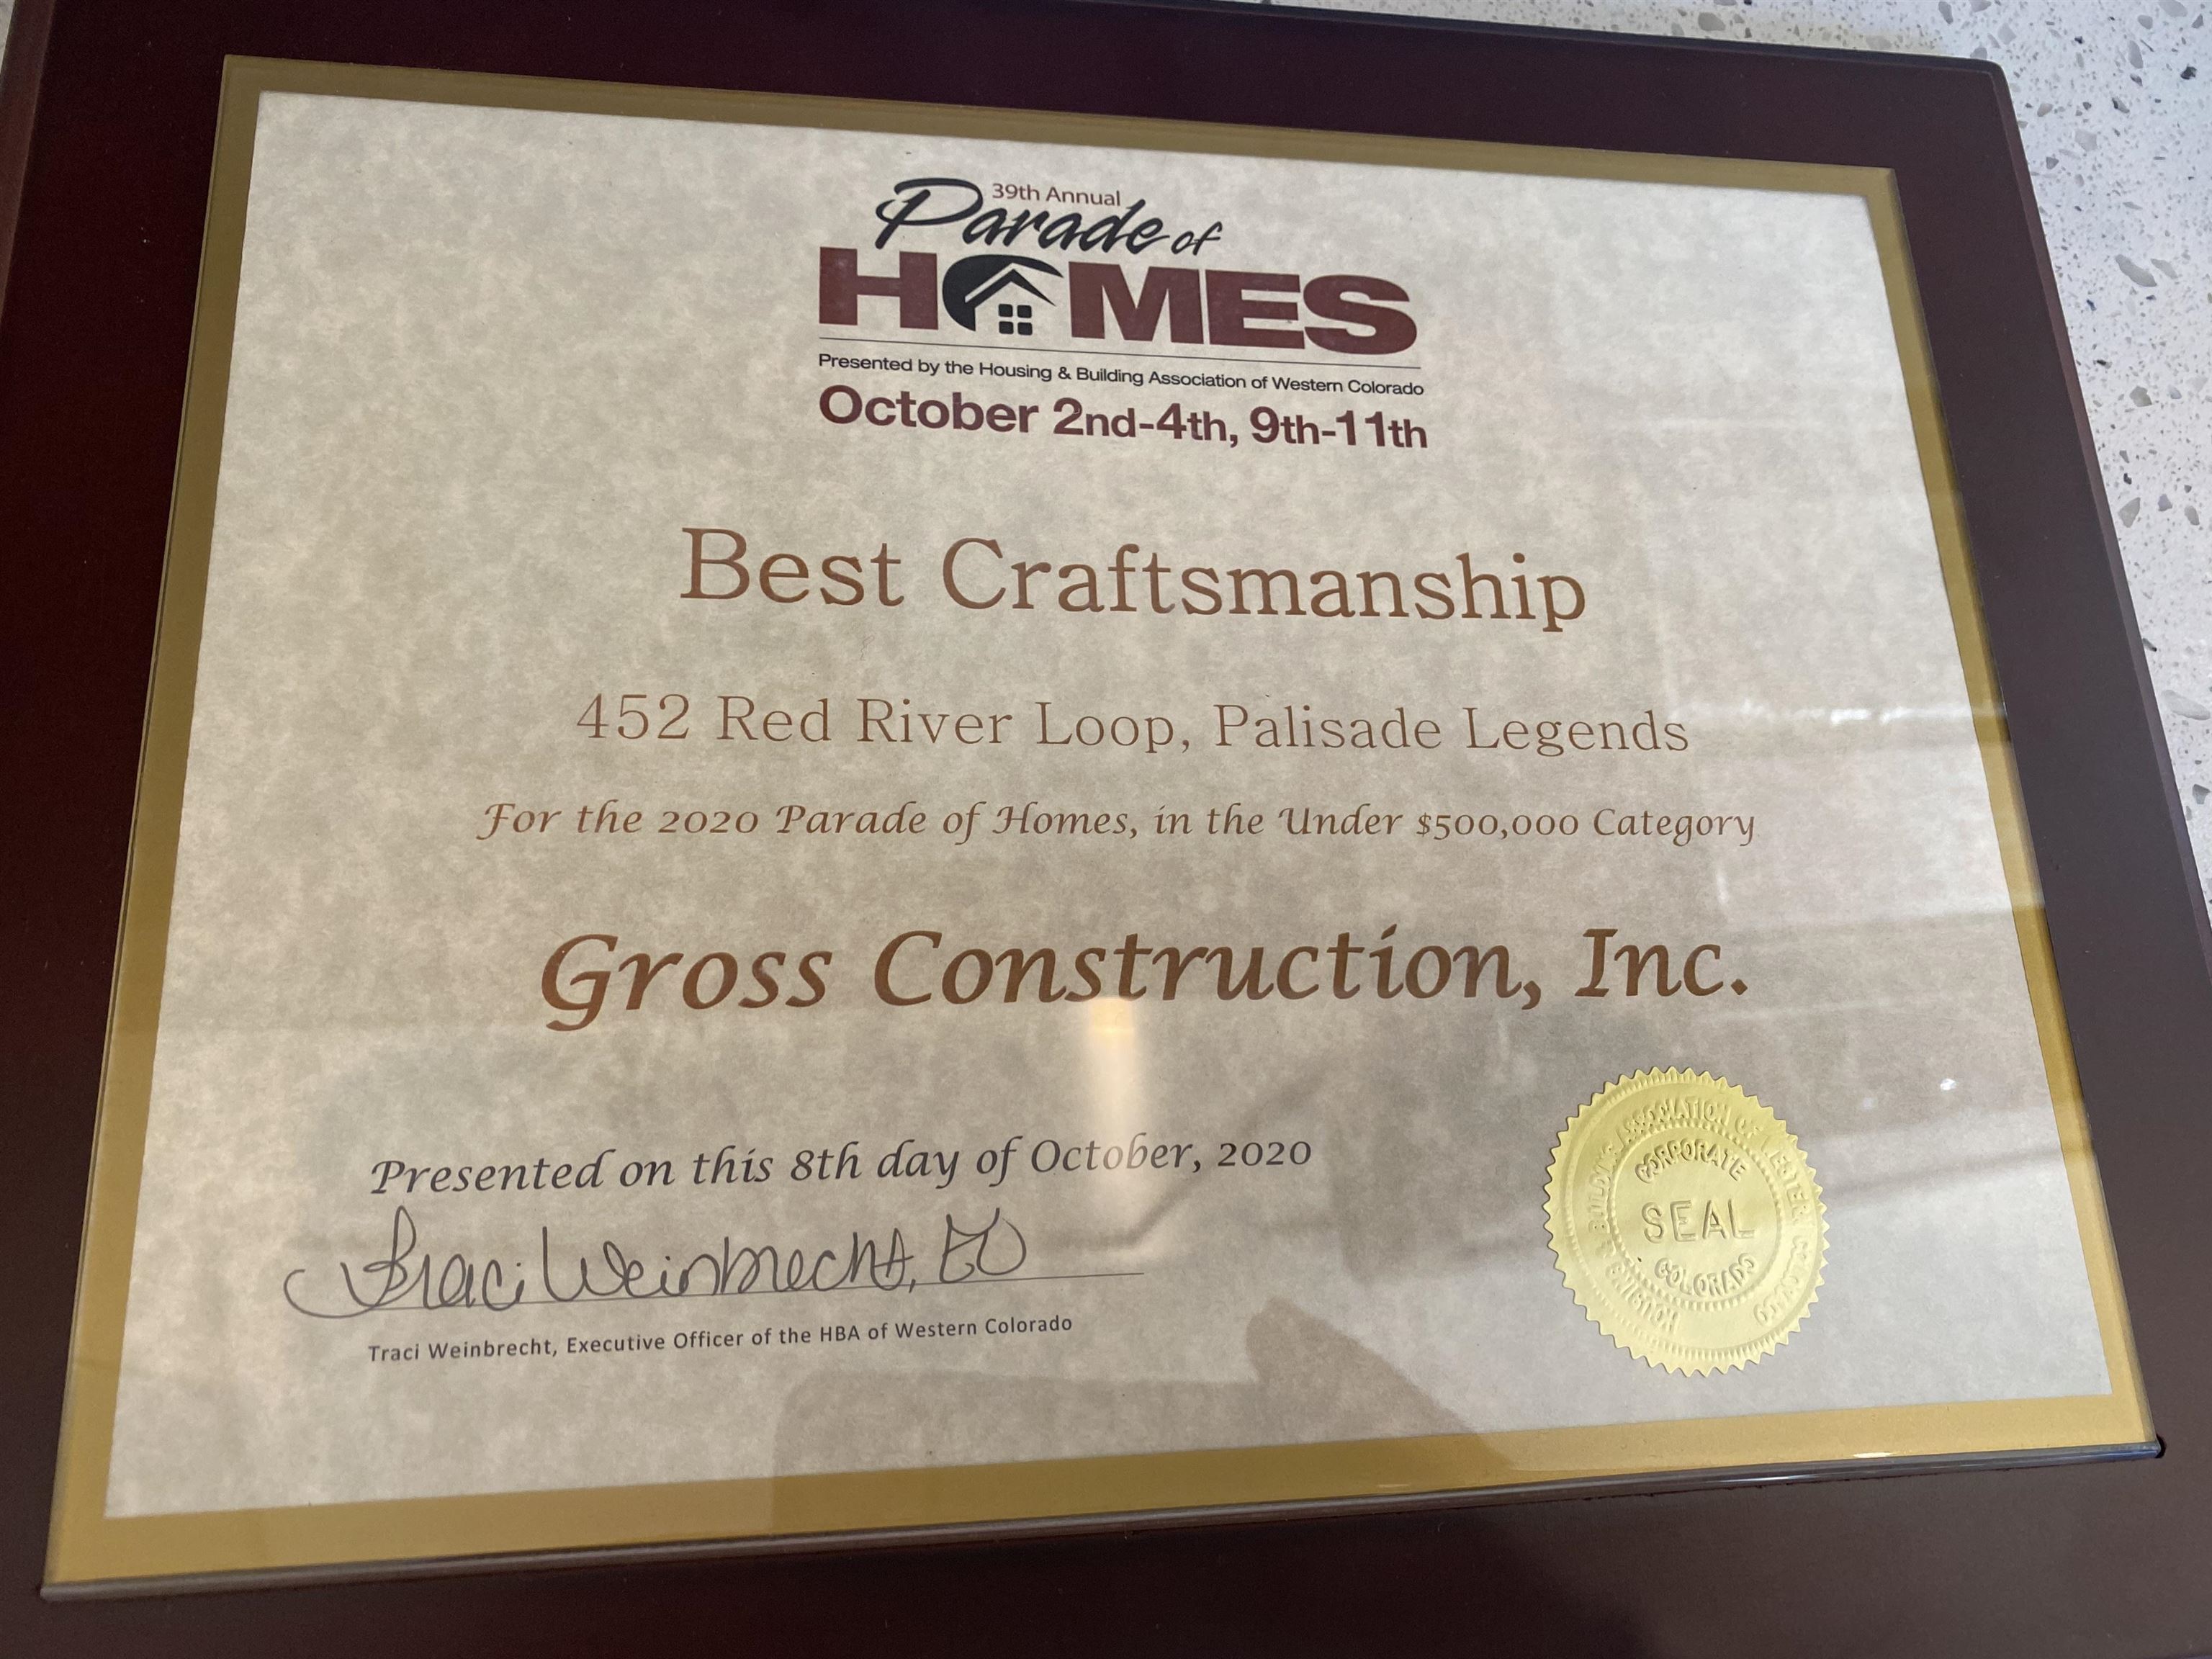 39th Annual
Parade of
HOMES
Presented by the Housing & Building Association of Western Colorado
October 2nd-4th, 9th-11th
Best Craftsmanship
452 Red River Loop, Palisade Legends
For the 2020 Parade of Homes, in the Under $500,000 Category
Gross Construction, Inc.
Presented on this 8th day of October, 2020
Traci Weinbrecht, EO
Traci Weinbrecht, Executive Officer of the HBA of Western Colorado
ASSOCIATION OF
CORPORATE
SEAL
COLORADO